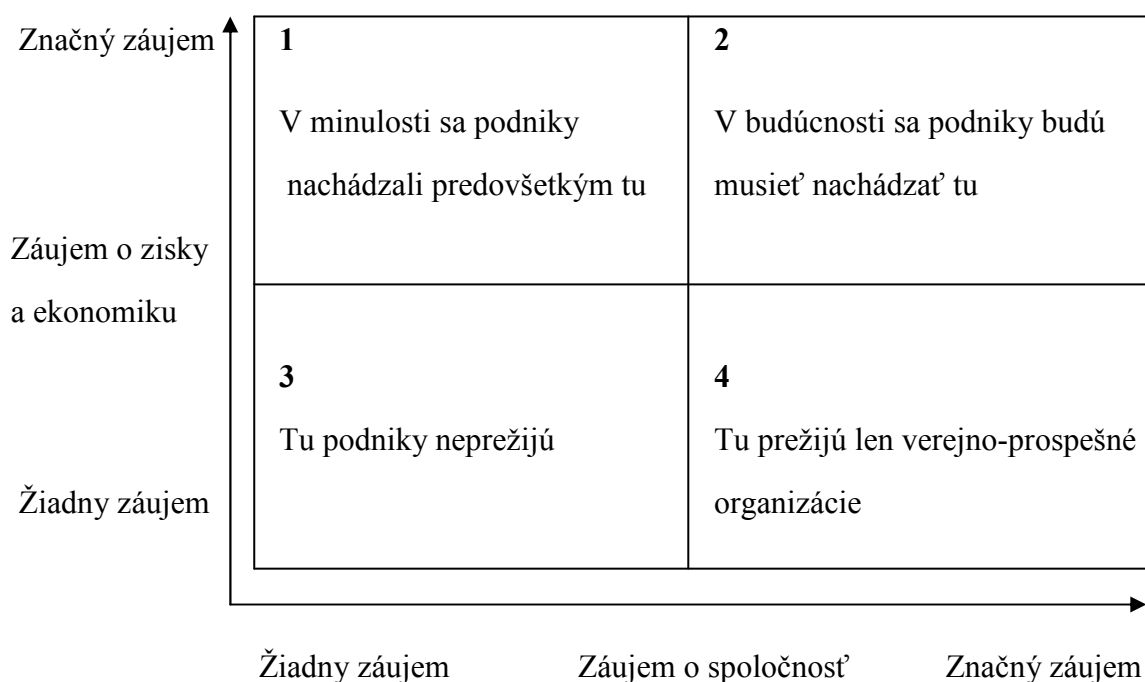 Značný záujem
1
2
V minulosti sa podniky
nachádzali predovšetkým tu
V budúcnosti sa podniky budú
musieť nachádzať tu
Záujem o zisky
a ekonomiku
3
4
Tu podniky neprežijú
Tu prežijú len verejno-prospešné
organizácie
Žiadny záujem
Žiadny záujem
Záujem o spoločnosť
Značný záujem